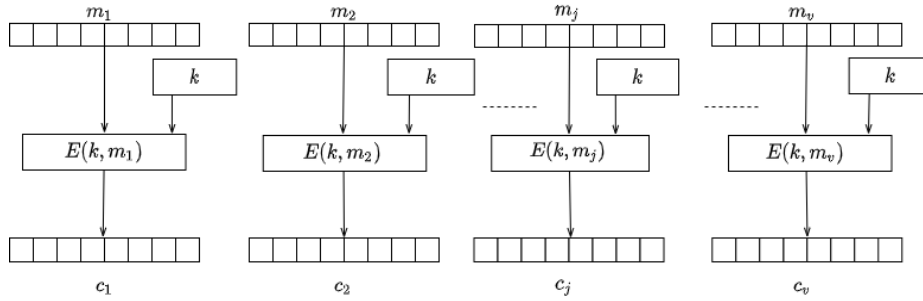 m₁ m₂ mⱼ mᵥ
k k k k
E(k, m₁) E(k, m₂) E(k, mⱼ) E(k, mᵥ)
c₁ c₂ cⱼ cᵥ